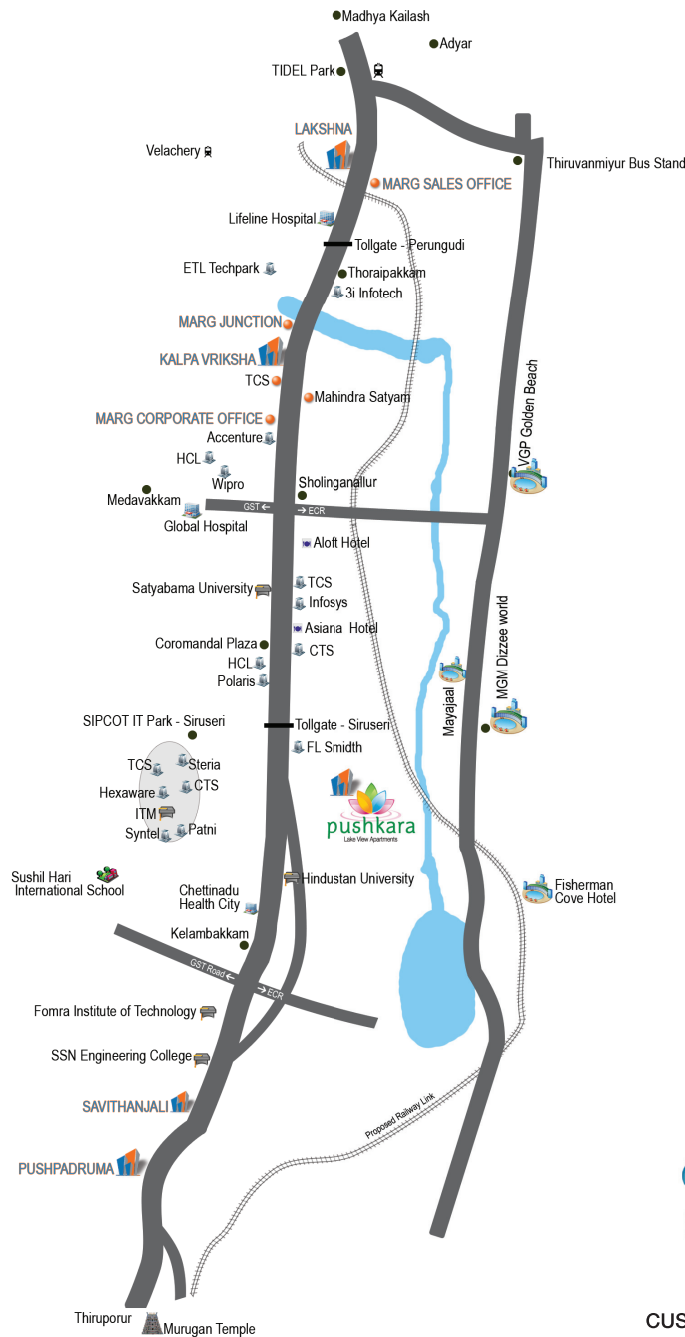 Madhya Kailash
Adyar
TIDEL Park
LAKSHNA
Velachery
Thiruvanmiyur Bus Stand
MARG SALES OFFICE
Lifeline Hospital
Tollgate - Perungudi
ETL Techpark
Thoraipakkam
3i Infotech
MARG JUNCTION
KALPA VRIKSHA
TCS
Mahindra Satyam
MARG CORPORATE OFFICE
Accenture
VGP Golden Beach
HCL
Wipro
Sholinganallur
Medavakkam
GST ← → ECR
Global Hospital
Aloft Hotel
Satyabama University
TCS
Infosys
Asiana Hotel
Coromandal Plaza
CTS
HCL
Polaris
Mayajaal
MGM Dizzee world
SIPCOT IT Park - Siruseri
Tollgate - Siruseri
FL Smidth
TCS
Steria
Hexaware
CTS
ITM
Syntel
Patni
pushkara
Lake View Apartments
Sushil Hari
International School
Hindustan University
Chettinadu
Health City
Fisherman
Cove Hotel
Kelambakkam
GST Road ← → ECR
Fomra Institute of Technology
SSN Engineering College
SAVITHANJALI
Proposed Railway Link
PUSHPADRUMA
Thiruporur
Murugan Temple
CUS